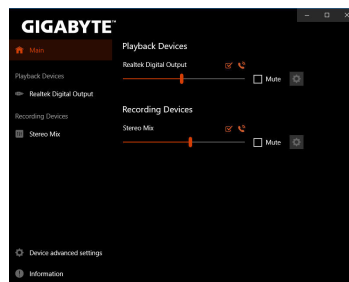 GIGABYTE™
Main
Playback Devices
Realtek Digital Output
Recording Devices
Stereo Mix
Device advanced settings
Information
Playback Devices
Realtek Digital Output
Mute
Recording Devices
Stereo Mix
Mute